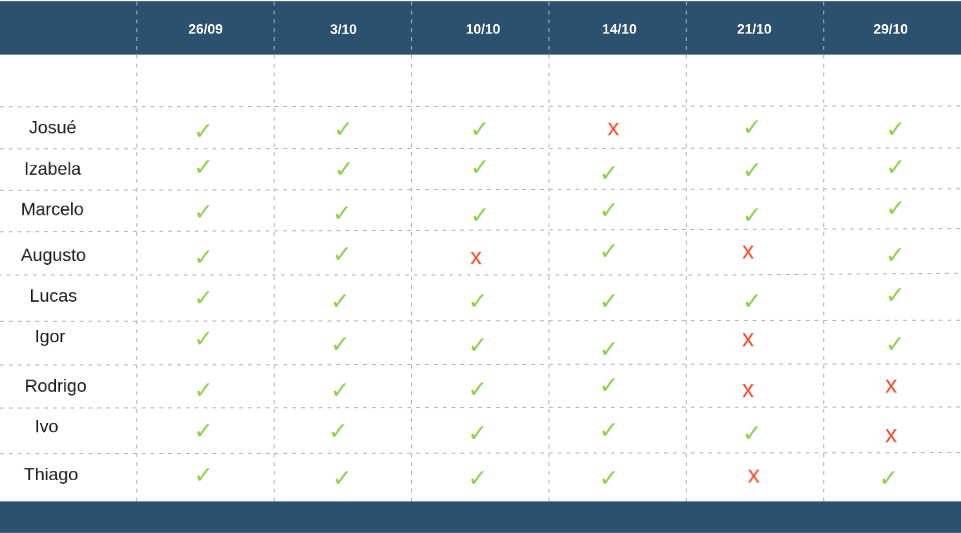 26/09 3/10 10/10 14/10 21/10 29/10
Josué ✓ ✓ ✓ x ✓ ✓
Izabela ✓ ✓ ✓ ✓ ✓ ✓
Marcelo ✓ ✓ ✓ ✓ ✓ ✓
Augusto ✓ ✓ x ✓ x ✓
Lucas ✓ ✓ ✓ ✓ ✓ ✓
Igor ✓ ✓ ✓ ✓ x ✓
Rodrigo ✓ ✓ ✓ ✓ x x
Ivo ✓ ✓ ✓ ✓ ✓ x
Thiago ✓ ✓ ✓ ✓ x ✓